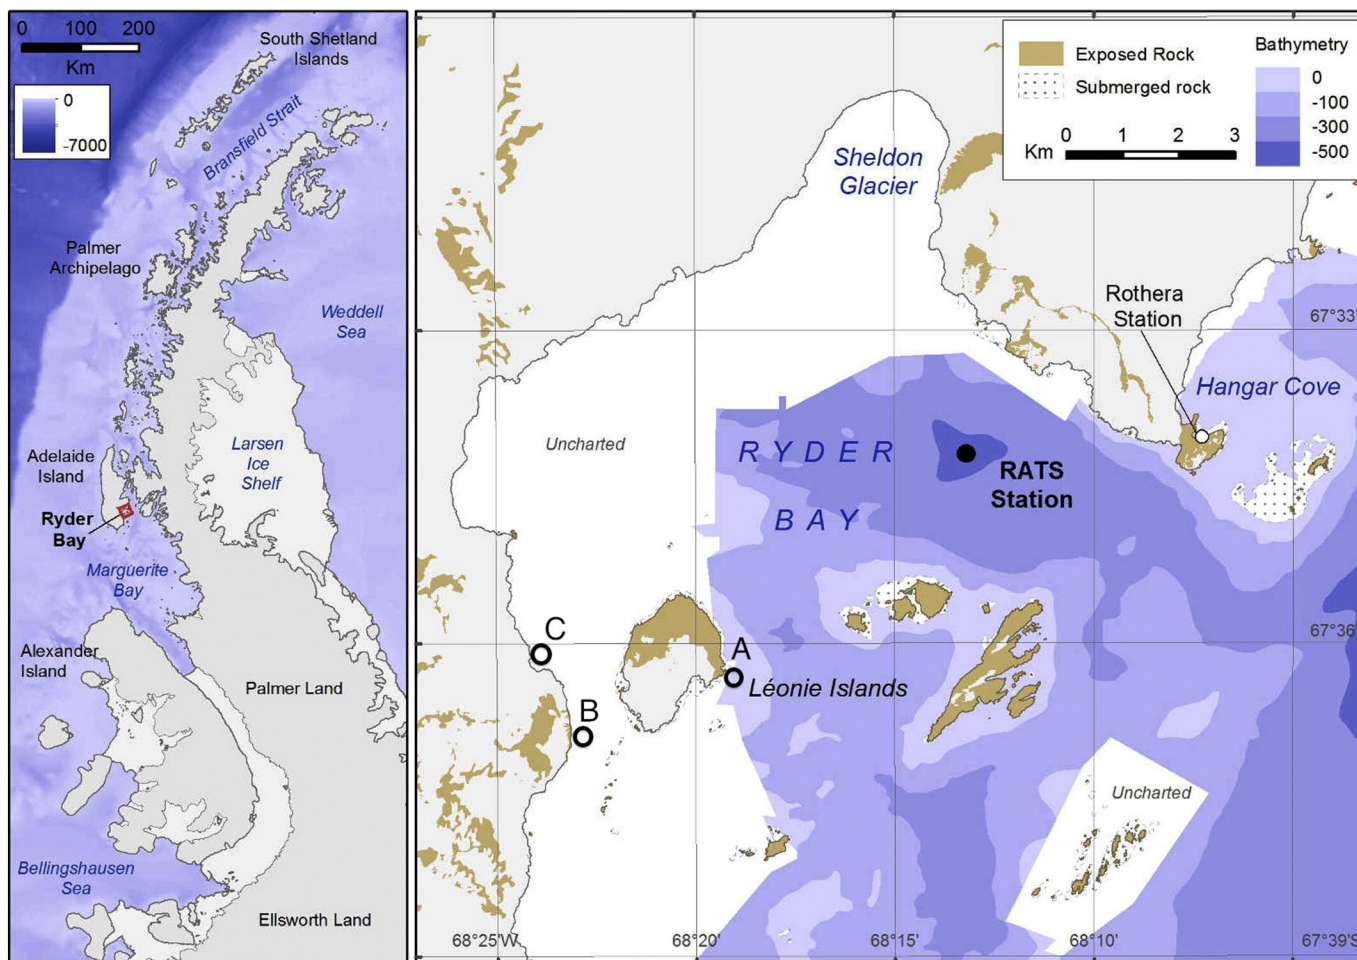 0 100 200
Km
0
-7000
South Shetland
Islands
Bransfield Strait
Palmer
Archipelago
Weddell
Sea
Larsen
Ice
Shelf
Adelaide
Island
Ryder
Bay
Marguerite
Bay
Alexander
Island
Palmer Land
Bellingshausen
Sea
Ellsworth Land
Exposed Rock
Submerged rock
0 1 2 3
Km
Bathymetry
0
-100
-300
-500
Sheldon
Glacier
Rothera
Station
67°33'
Hangar Cove
Uncharted
RYDER
BAY
RATS
Station
67°36'
C
A
B
Léonie Islands
Uncharted
68°25'W 68°20' 68°15' 68°10' 67°39'S